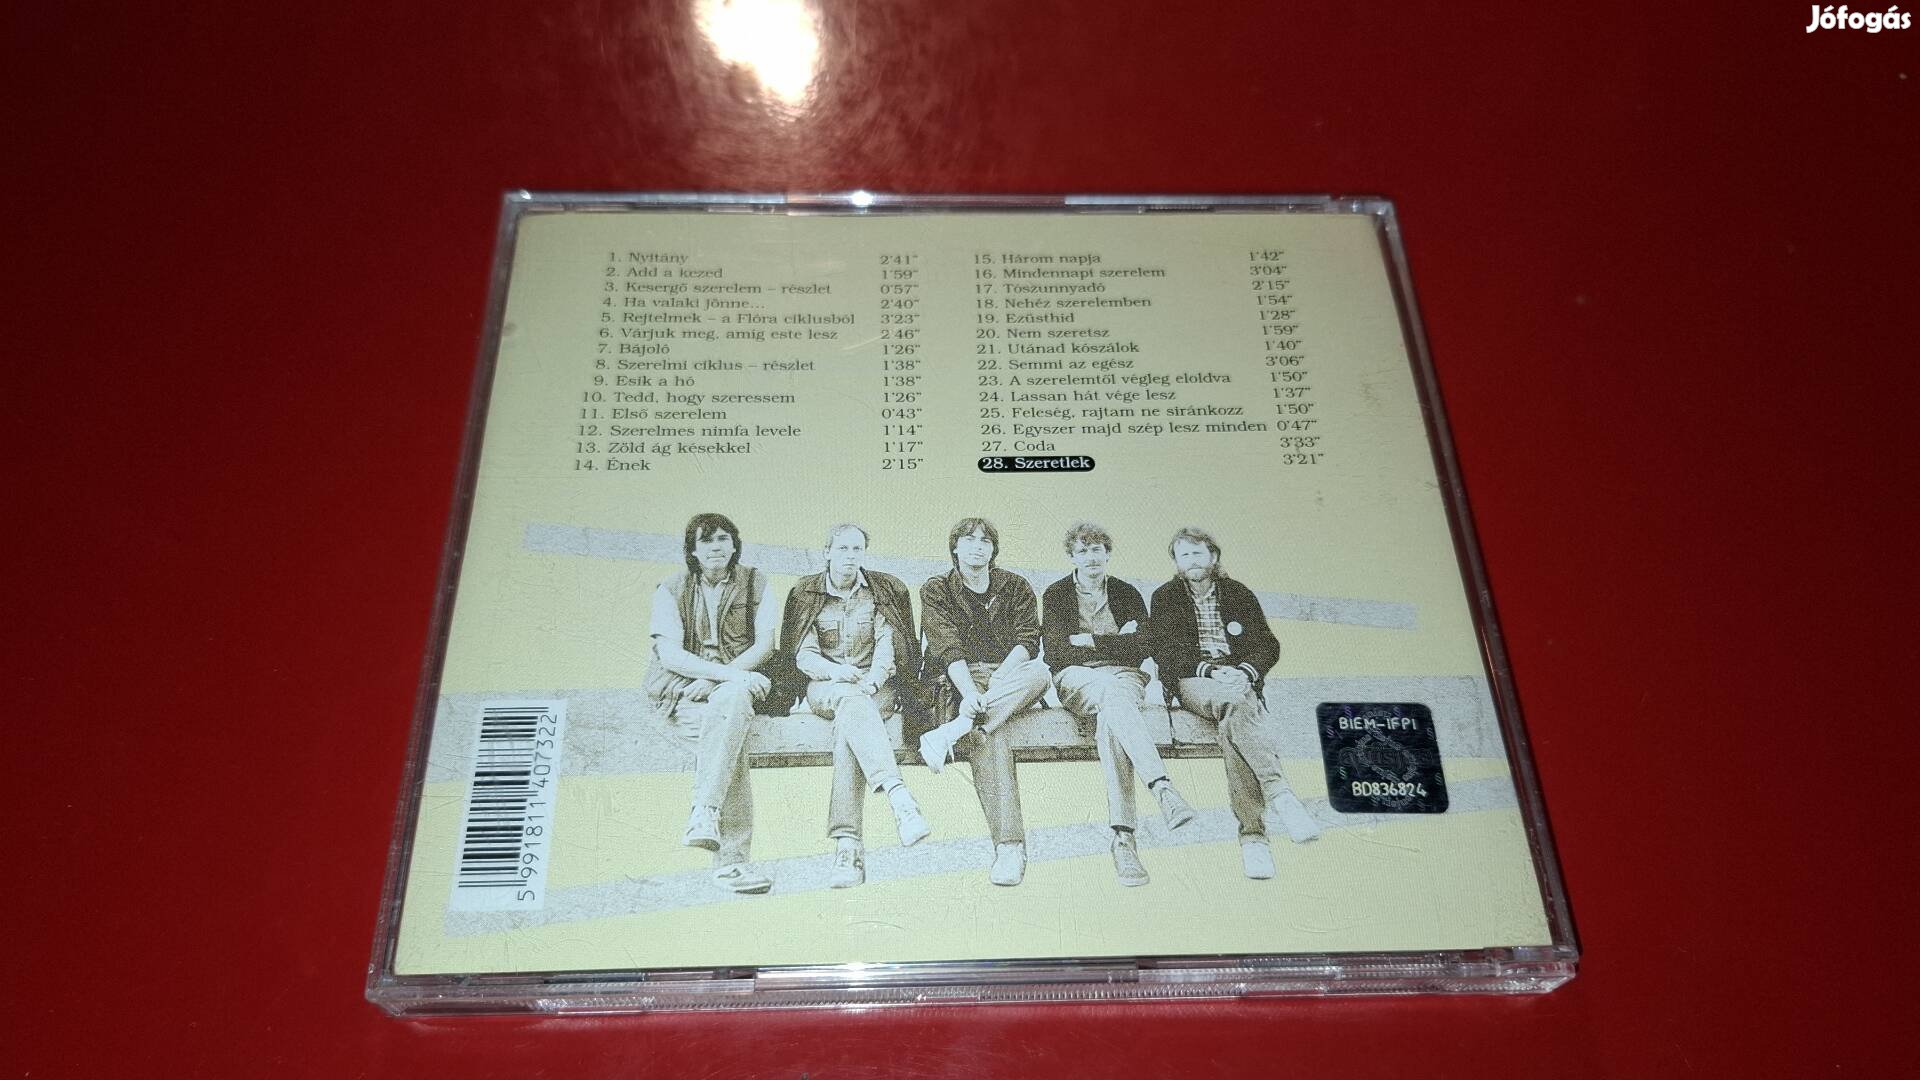 Jófogás
1. Nyitány 2'41"
2. Add a kezed 1'59"
3. Kesergő szerelem – részlet 0'57"
4. Ha valaki jönne... 2'40"
5. Rejtelmek – a Flóra ciklusból 3'23"
6. Várjuk meg, amíg este lesz 2'46"
7. Bájoló 1'26"
8. Szerelmi ciklus – részlet 1'38"
9. Esik a hó 1'38"
10. Tedd, hogy szeressem 1'26"
11. Első szerelem 0'43"
12. Szerelmes nimfa levele 1'14"
13. Zöld ág késekkel 1'17"
14. Ének 2'15"
15. Három napja 1'42"
16. Mindennapi szerelem 3'04"
17. Tószunnyadó 2'15"
18. Nehéz szerelemben 1'54"
19. Ezüsthíd 1'28"
20. Nem szeretsz 1'59"
21. Utánad kószálok 1'40"
22. Semmi az egész 3'06"
23. A szerelemtől végleg eloldva 1'50"
24. Lassan hát vége lesz 1'37"
25. Feleség, rajtam ne siránkozz 1'50"
26. Egyszer majd szép lesz minden 0'47"
27. Coda 3'33"
28. Szeretlek 3'21"
5991811407322
BIEM-IFPI
BD836824